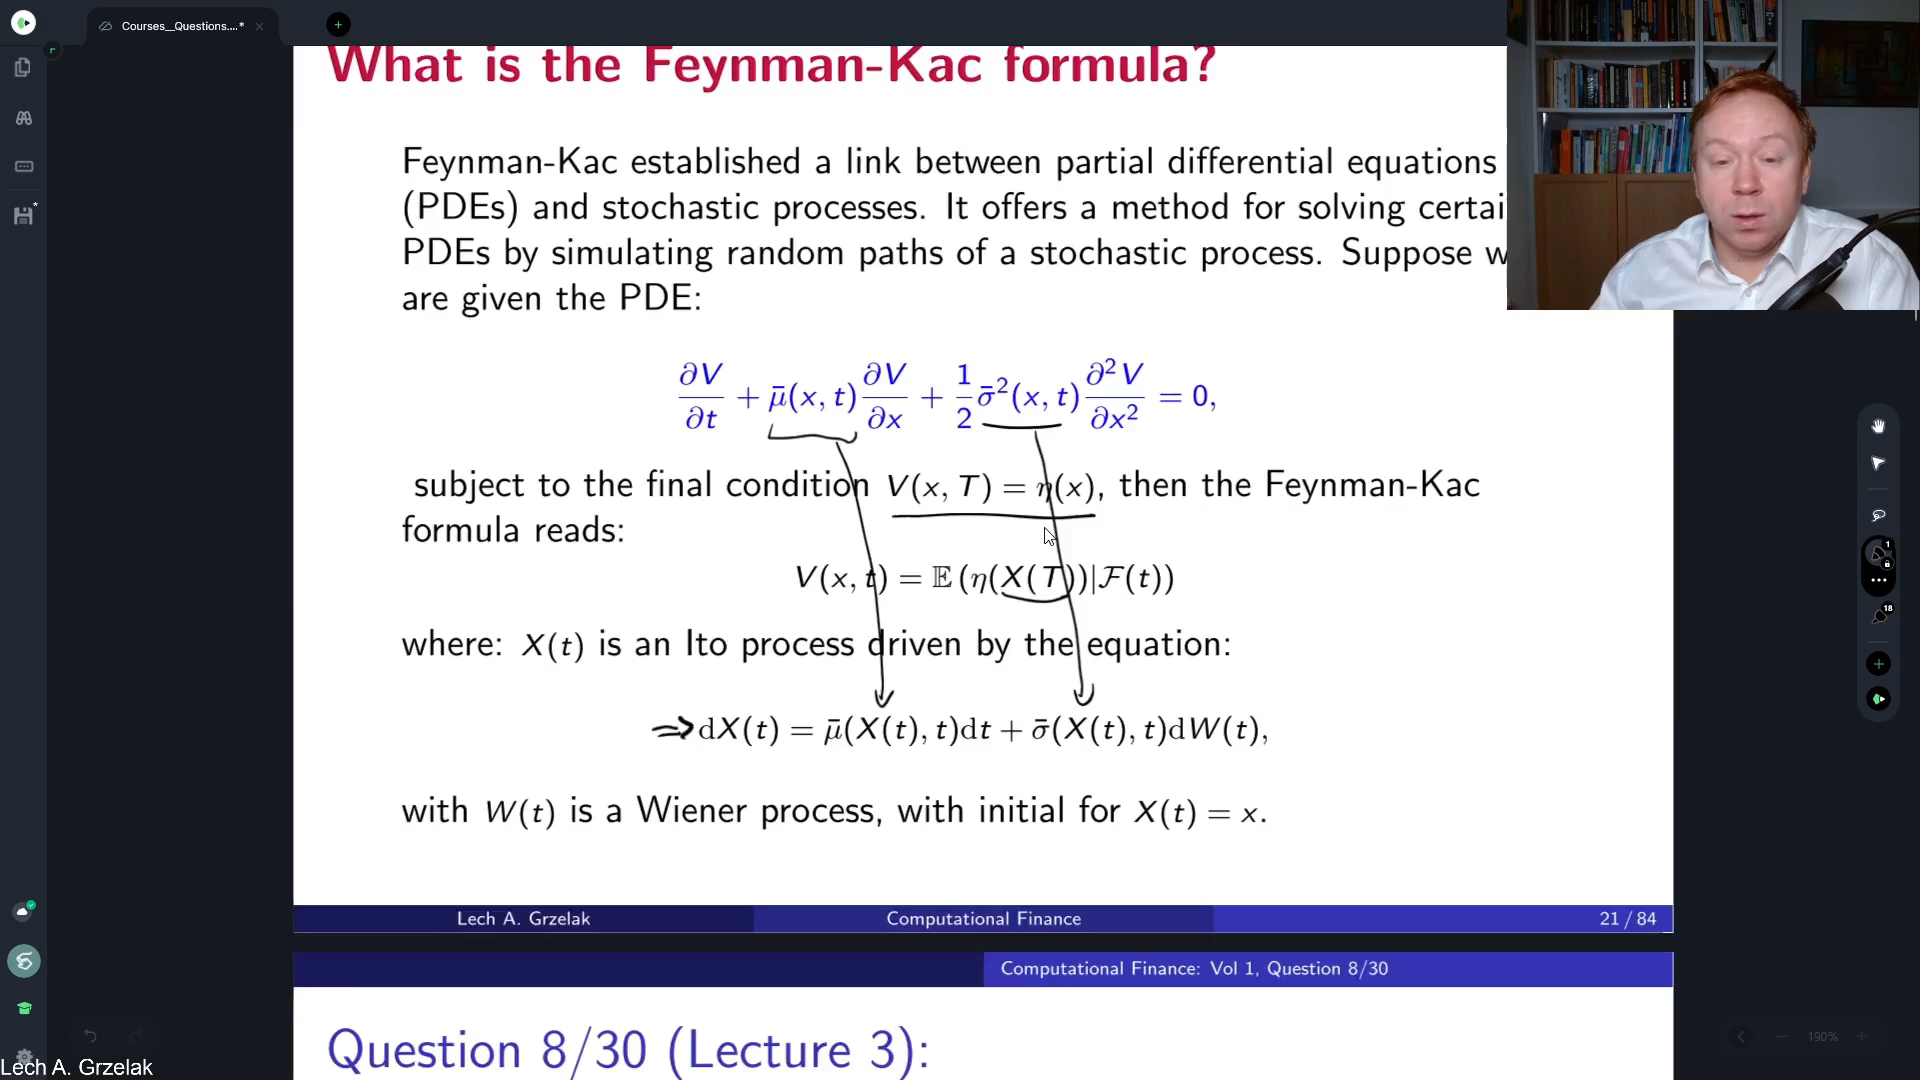 Courses__Questions....*
What is the Feynman-Kac formula?
Feynman-Kac established a link between partial differential equations
(PDEs) and stochastic processes. It offers a method for solving certai
PDEs by simulating random paths of a stochastic process. Suppose w
are given the PDE:
∂V/∂t + μ̄(x, t) ∂V/∂x + 1/2 σ̄²(x, t) ∂²V/∂x² = 0,
subject to the final condition V(x, T) = η(x), then the Feynman-Kac
formula reads:
V(x, t) = 𝔼 (η(X(T))|ℱ(t))
where: X(t) is an Ito process driven by the equation:
⇒ dX(t) = μ̄(X(t), t)dt + σ̄(X(t), t)dW(t),
with W(t) is a Wiener process, with initial for X(t) = x.
Lech A. Grzelak Computational Finance 21 / 84
Computational Finance: Vol 1, Question 8/30
Question 8/30 (Lecture 3):
1
18
190%
Lech A. Grzelak